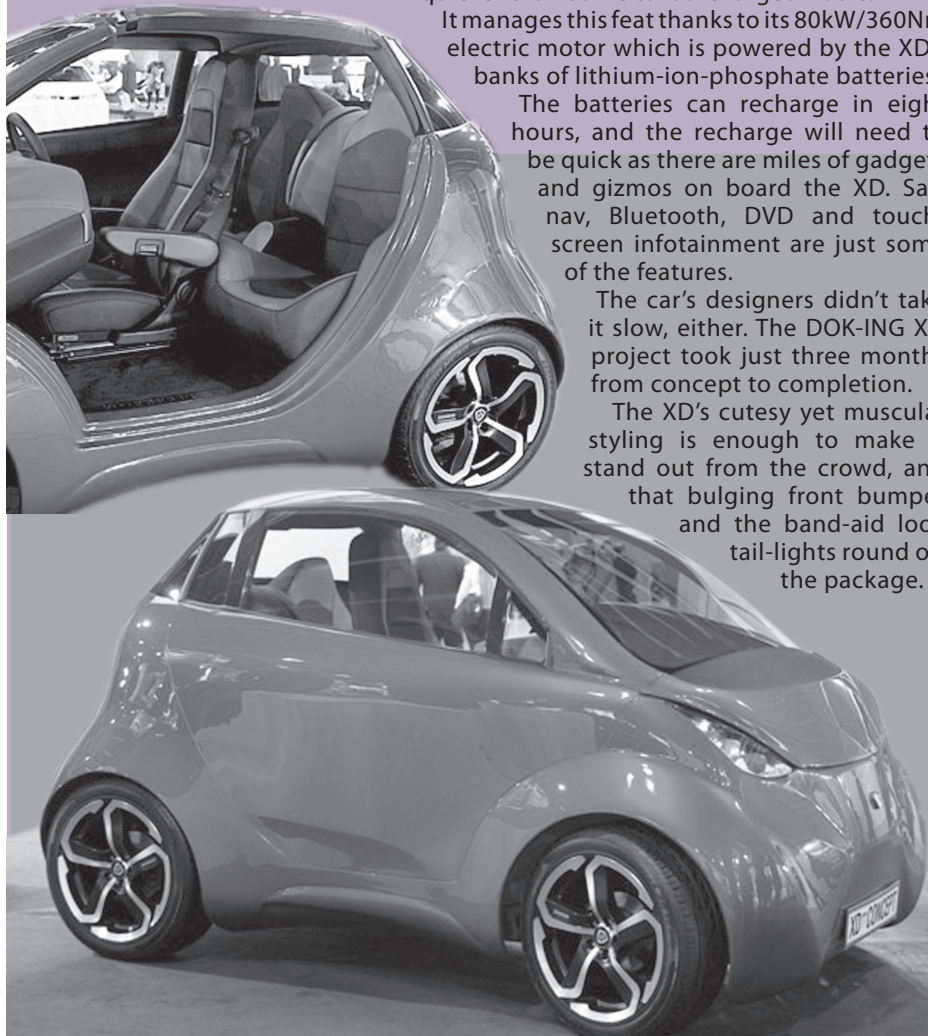 It manages this feat thanks to its 80kW/360N
electric motor which is powered by the XD
banks of lithium-ion-phosphate batteries
The batteries can recharge in eigh
hours, and the recharge will need t
be quick as there are miles of gadget
and gizmos on board the XD. Sa
nav, Bluetooth, DVD and touch
screen infotainment are just som
of the features.
The car's designers didn't tak
it slow, either. The DOK-ING X
project took just three month
from concept to completion.
The XD's cutesy yet muscula
styling is enough to make
stand out from the crowd, an
that bulging front bumpe
and the band-aid loo
tail-lights round o
the package.
XD CONCEPT